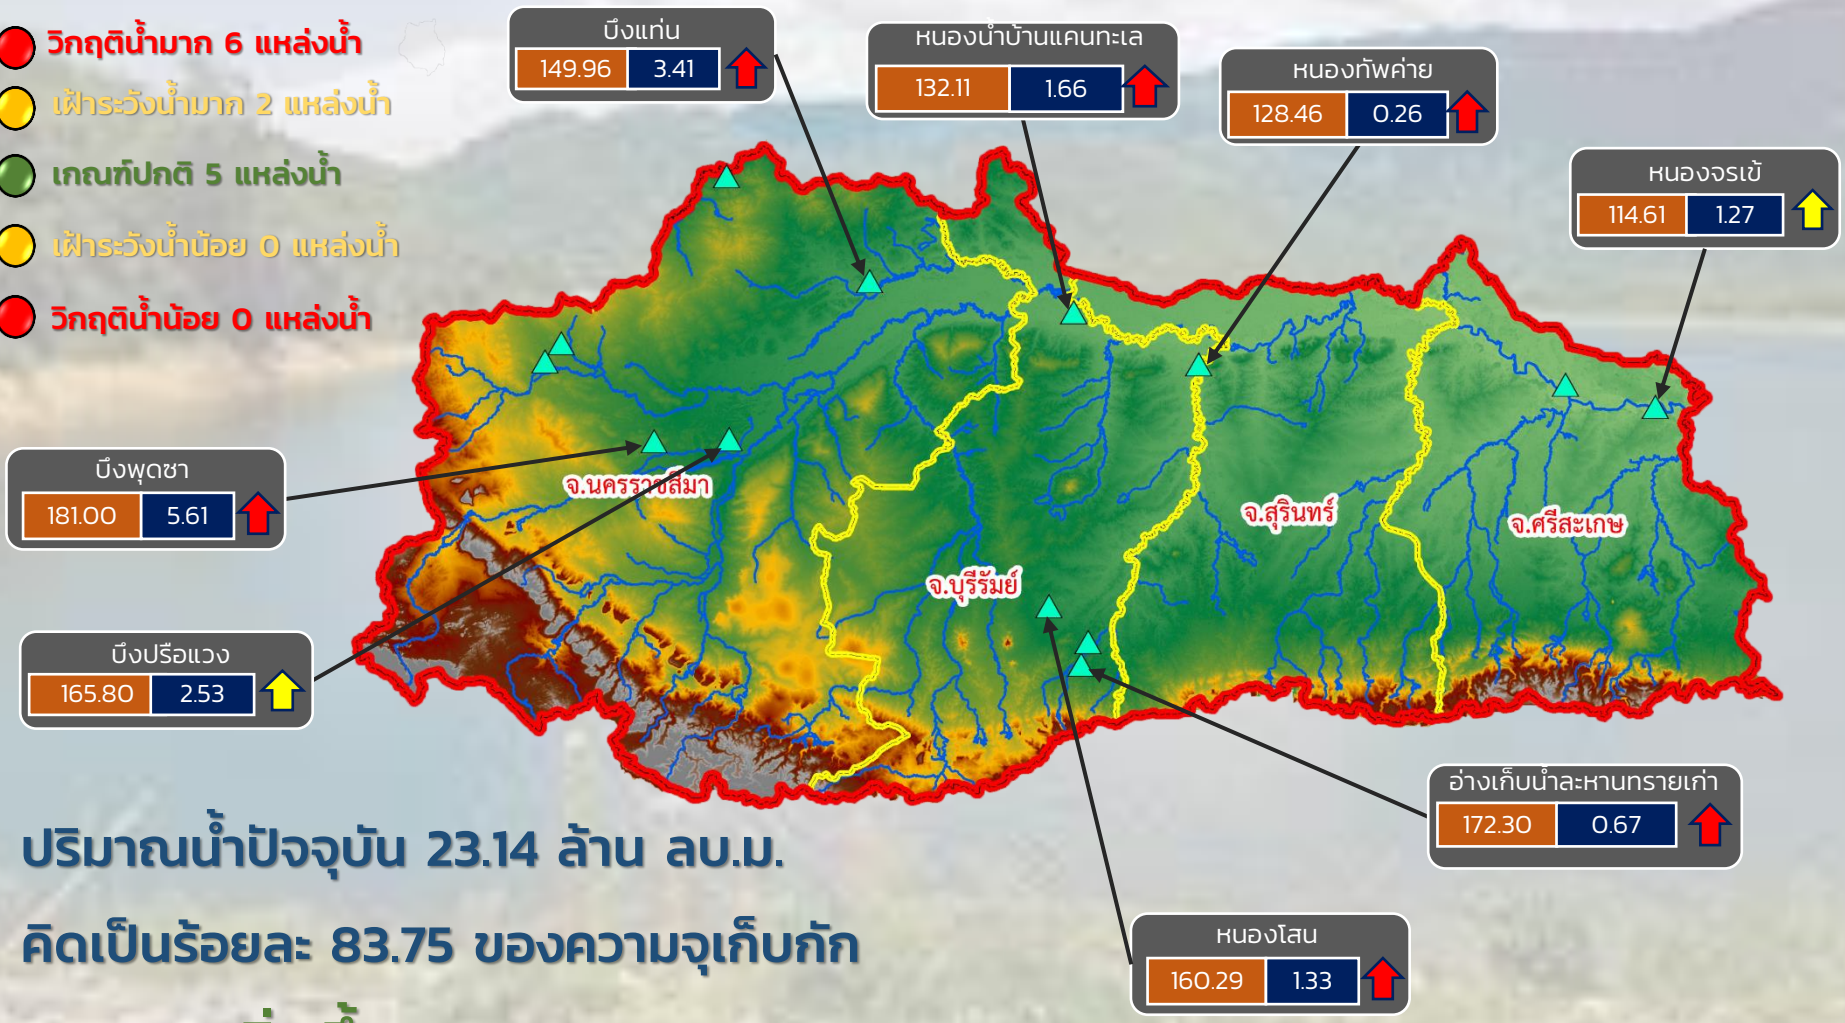 วิกฤติน้ำมาก 6 แหล่งน้ำ
เฝ้าระวังน้ำมาก 2 แหล่งน้ำ
เกณฑ์ปกติ 5 แหล่งน้ำ
เฝ้าระวังน้ำน้อย 0 แหล่งน้ำ
วิกฤติน้ำน้อย 0 แหล่งน้ำ
บึงแท่น
149.96 3.41
หนองน้ำบ้านแคนทะเล
132.11 1.66
หนองทัพค่าย
128.46 0.26
หนองจรเข้
114.61 1.27
บึงพุดซา
181.00 5.61
บึงปรือแวง
165.80 2.53
จ.นครราชสีมา
จ.บุรีรัมย์
จ.สุรินทร์
จ.ศรีสะเกษ
อ่างเก็บน้ำละหานทรายเก่า
172.30 0.67
หนองโสน
160.29 1.33
ปริมาณน้ำปัจจุบัน 23.14 ล้าน ลบ.ม.
คิดเป็นร้อยละ 83.75 ของความจุเก็บกัก